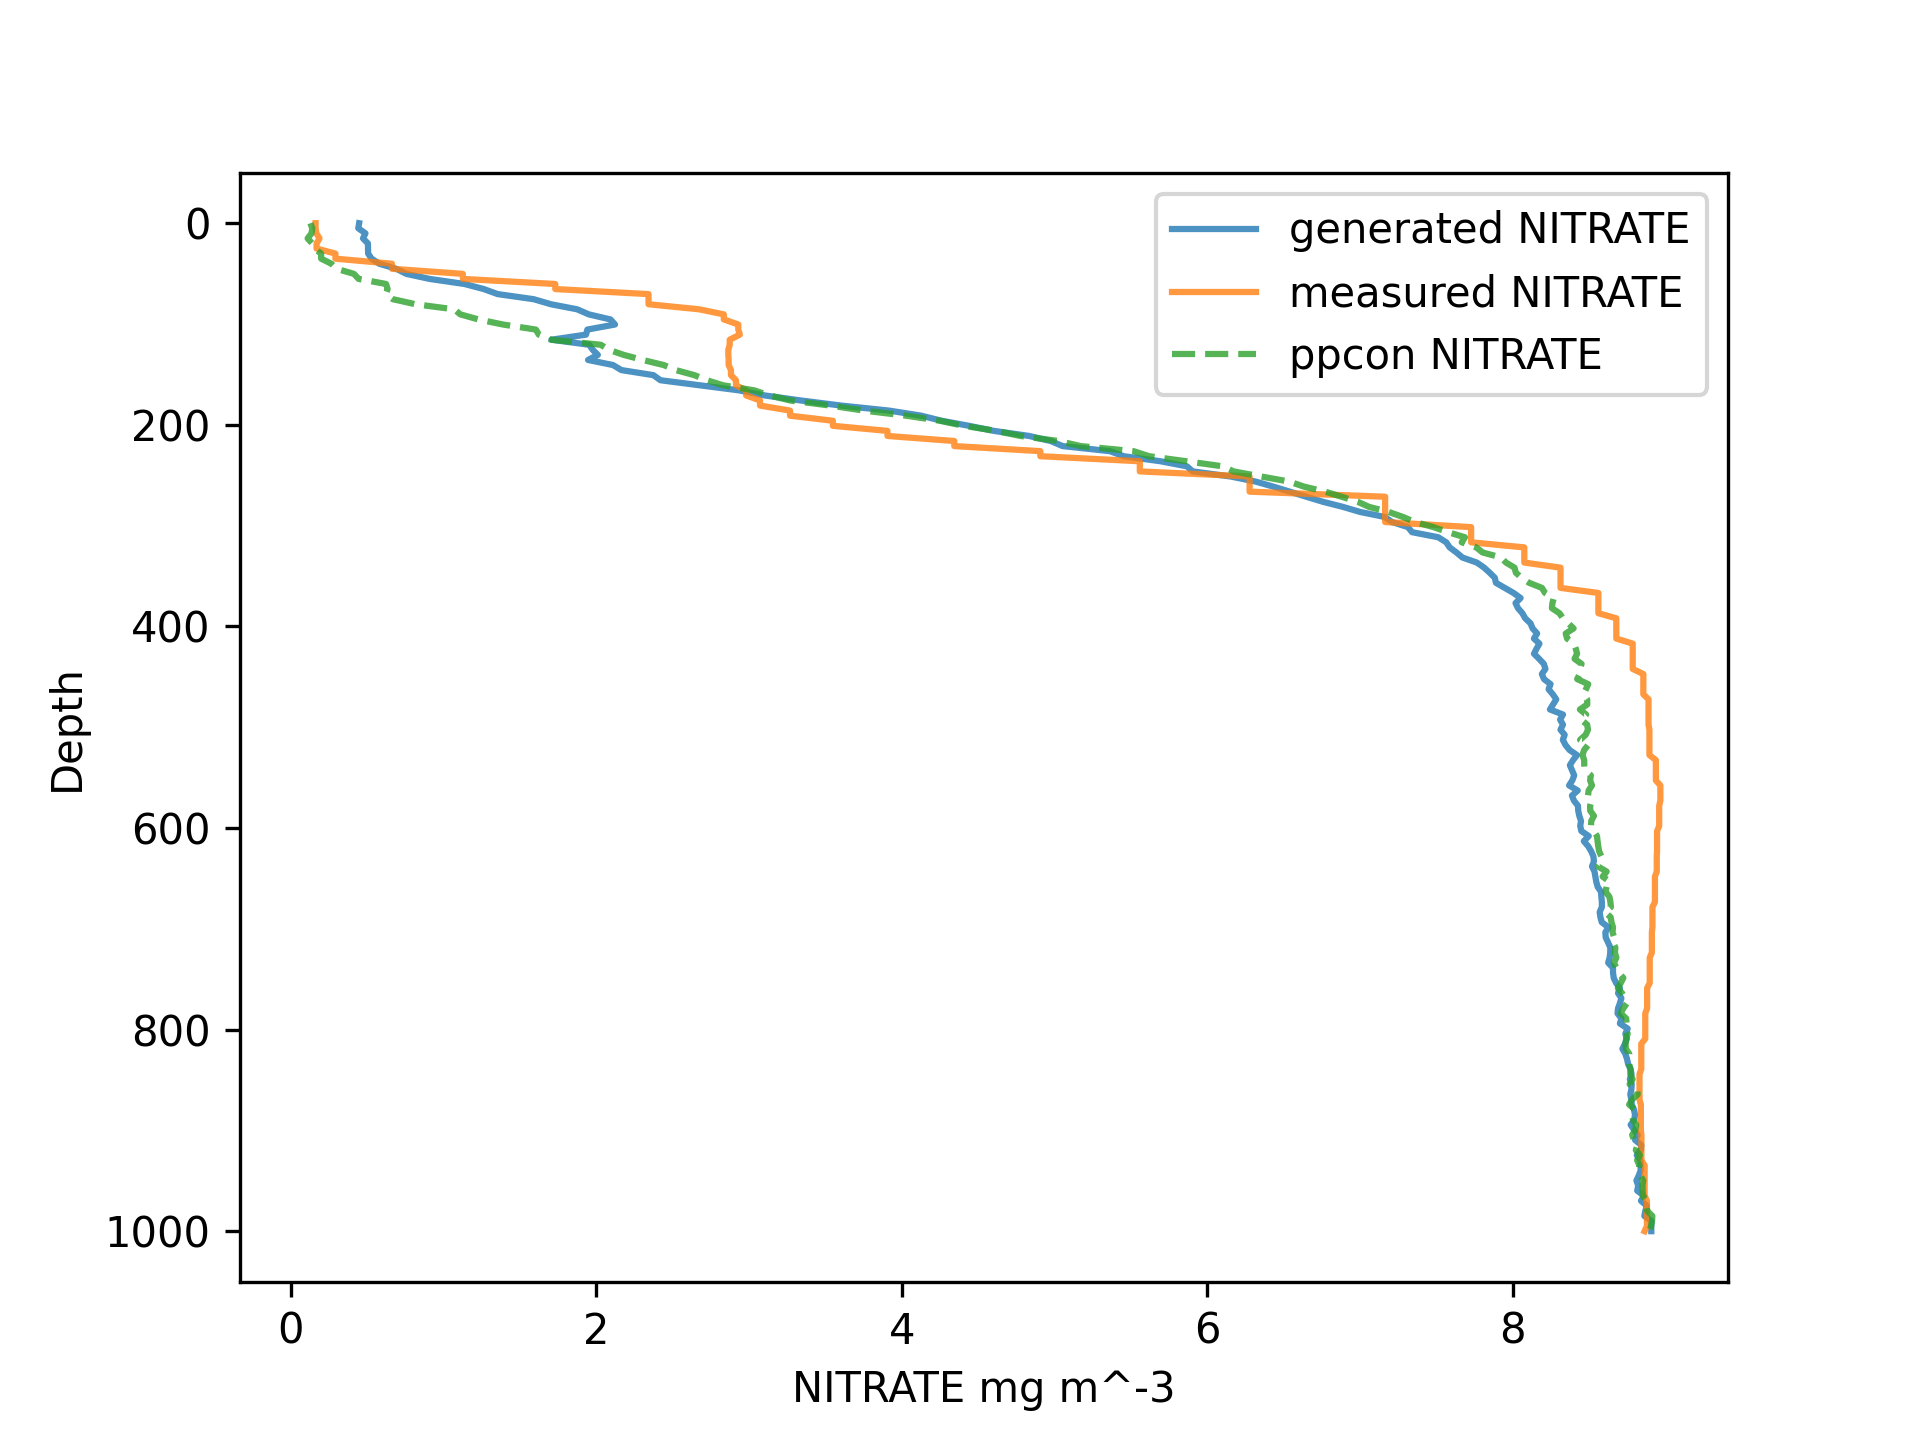 generated NITRATE
measured NITRATE
ppcon NITRATE
0
200
400
600
800
1000
Depth
0 2 4 6 8
NITRATE mg m^-3